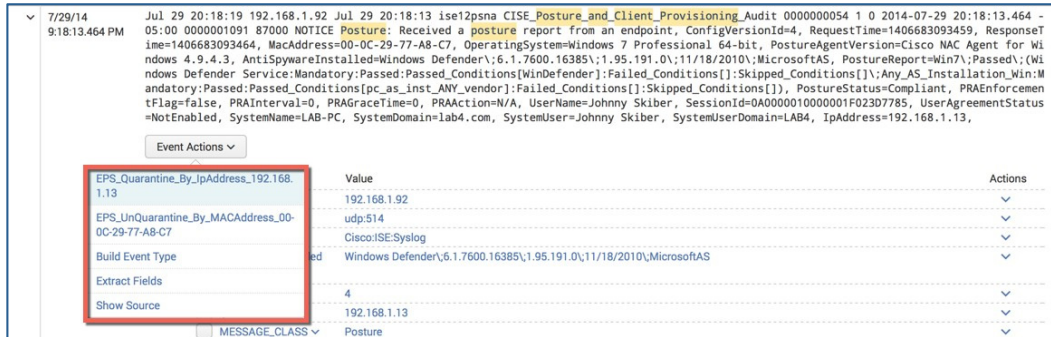 7/29/14
9:18:13.464 PM
Jul 29 20:18:19 192.168.1.92 Jul 29 20:18:13 ise12psna CISE_Posture_and_Client_Provisioning_Audit 0000000054 1 0 2014-07-29 20:18:13.464 -
05:00 0000001091 87000 NOTICE Posture: Received a posture report from an endpoint, ConfigVersionId=4, RequestTime=1406683093459, ResponseT
ime=1406683093464, MacAddress=00-0C-29-77-A8-C7, OperatingSystem=Windows 7 Professional 64-bit, PostureAgentVersion=Cisco NAC Agent for Wi
ndows 4.9.4.3, AntiSpywareInstalled=Windows Defender\;6.1.7600.16385\;1.95.191.0\;11/18/2010\;MicrosoftAS, PostureReport=Win7\;Passed\;(Wi
ndows Defender Service:Mandatory:Passed:Passed_Conditions[WinDefender]:Failed_Conditions[]:Skipped_Conditions[]\;Any_AS_Installation_Win:M
andatory:Passed:Passed_Conditions[pc_as_inst_ANY_vendor]:Failed_Conditions[]:Skipped_Conditions[]), PostureStatus=Compliant, PRAEnforcemen
tFlag=false, PRAInterval=0, PRAGraceTime=0, PRAAction=N/A, UserName=Johnny Skiber, SessionId=0A0000010000001F023D7785, UserAgreementStatus
=NotEnabled, SystemName=LAB-PC, SystemDomain=lab4.com, SystemUser=Johnny Skiber, SystemUserDomain=LAB4, IpAddress=192.168.1.13,
Event Actions
EPS_Quarantine_By_IpAddress_192.168.
1.13
EPS_UnQuarantine_By_MACAddress_00-
0C-29-77-A8-C7
Build Event Type
Extract Fields
Show Source
Value Actions
192.168.1.92
udp:514
Cisco:ISE:Syslog
ed Windows Defender\;6.1.7600.16385\;1.95.191.0\;11/18/2010\;MicrosoftAS
4
192.168.1.13
MESSAGE_CLASS Posture